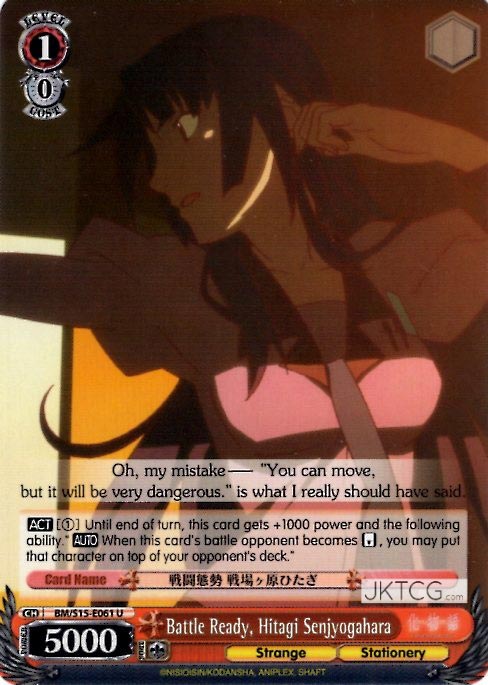 LEVEL
1
0
COST
Oh, my mistake── "You can move,
but it will be very dangerous." is what I really should have said.
ACT [①] Until end of turn, this card gets +1000 power and the following
ability." AUTO When this card's battle opponent becomes , you may put
that character on top of your opponent's deck."
Card Name 戦闘態勢 戦場ヶ原ひたぎ
JKTCG.com
CH BM/S15-E061 U
POWER 5000 SOUL Battle Ready, Hitagi Senjyogahara 化物語
Strange Stationery
©NISIOISIN/KODANSHA, ANIPLEX, SHAFT